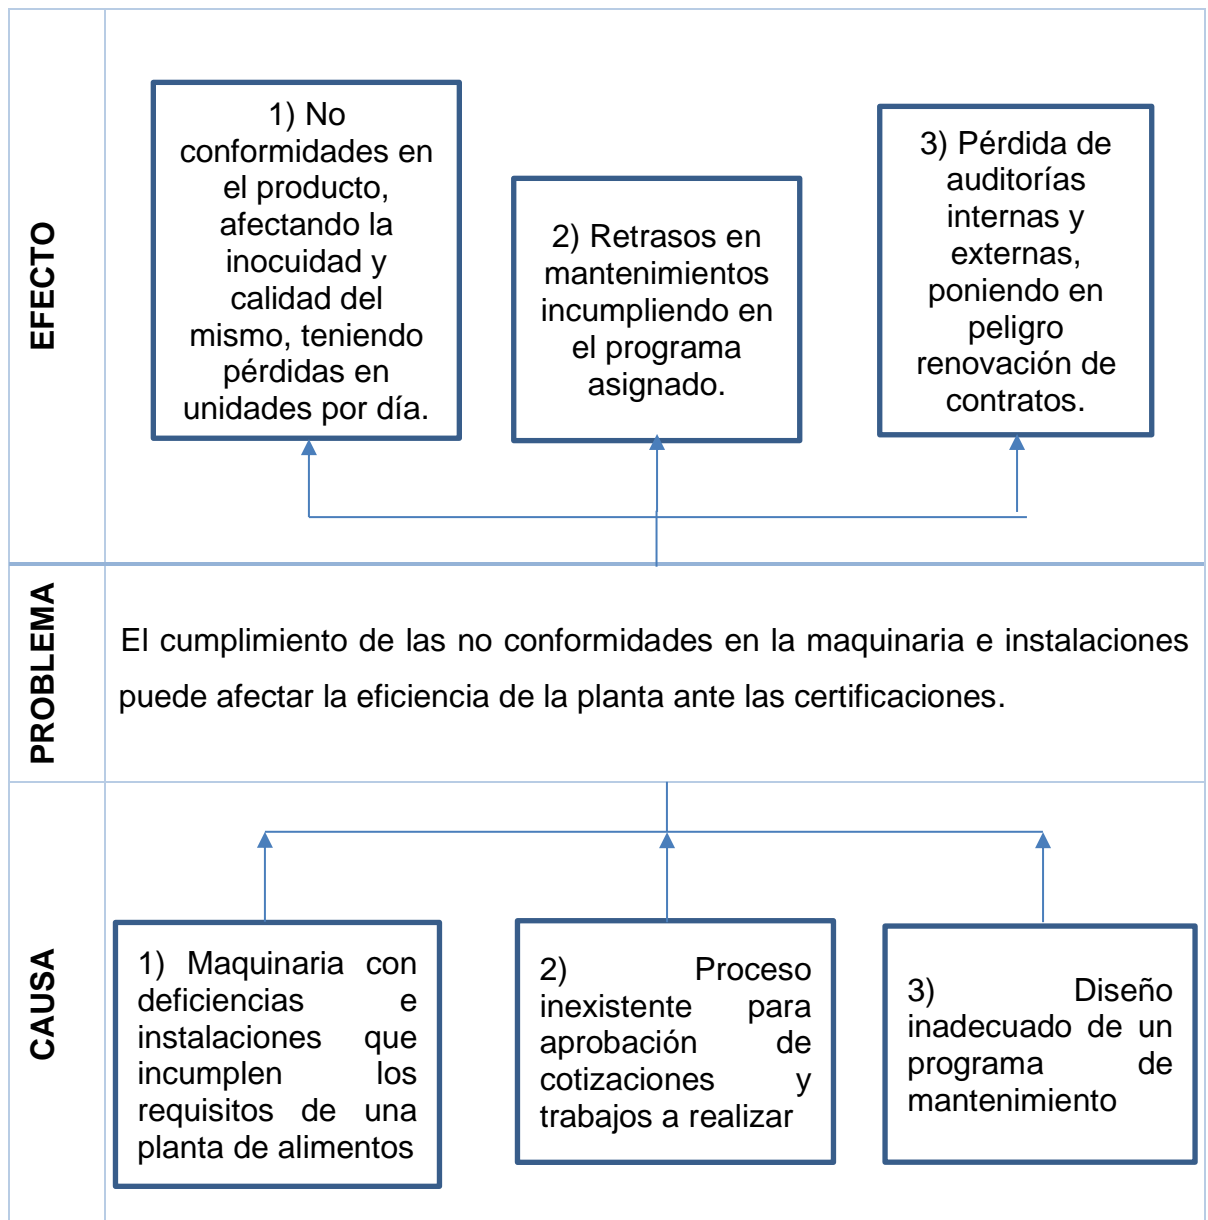 EFECTO
1) No
conformidades en
el producto,
afectando la
inocuidad y
calidad del
mismo, teniendo
pérdidas en
unidades por día.
2) Retrasos en
mantenimientos
incumpliendo en
el programa
asignado.
3) Pérdida de
auditorías
internas y
externas,
poniendo en
peligro
renovación de
contratos.
PROBLEMA
El cumplimiento de las no conformidades en la maquinaria e instalaciones
puede afectar la eficiencia de la planta ante las certificaciones.
CAUSA
1) Maquinaria con
deficiencias e
instalaciones que
incumplen los
requisitos de una
planta de alimentos
2) Proceso
inexistente para
aprobación de
cotizaciones y
trabajos a realizar
3) Diseño
inadecuado de un
programa de
mantenimiento